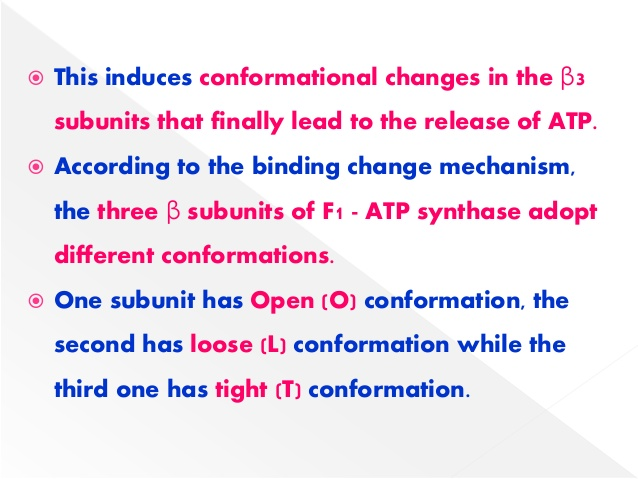 This induces conformational changes in the β3
subunits that finally lead to the release of ATP.
According to the binding change mechanism,
the three β subunits of F1 - ATP synthase adopt
different conformations.
One subunit has Open (O) conformation, the
second has loose (L) conformation while the
third one has tight (T) conformation.